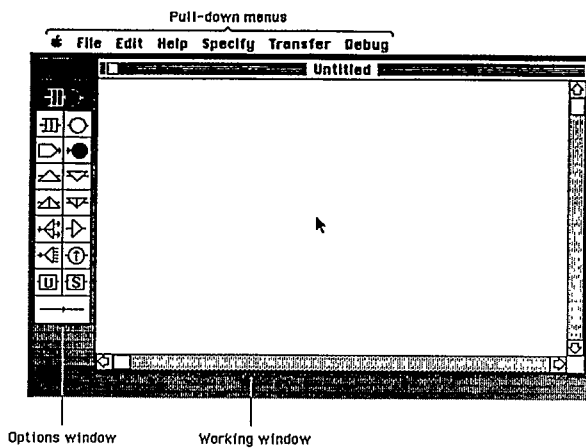 Pull-down menus
File Edit Help Specify Transfer Debug
Untitled
U S
Options window
Working window